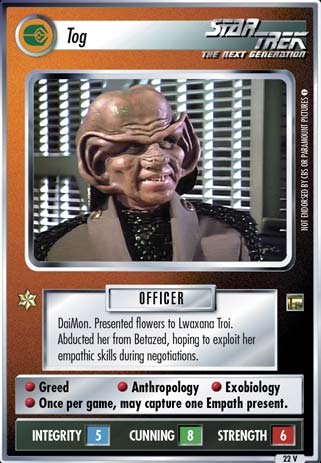 Tog
STAR TREK
THE NEXT GENERATION
NOT ENDORSED BY CBS OR PARAMOUNT PICTURES
OFFICER
DaiMon. Presented flowers to Lwaxana Troi.
Abducted her from Betazed, hoping to exploit her
empathic skills during negotiations.
Greed Anthropology Exobiology
Once per game, may capture one Empath present.
INTEGRITY 5 CUNNING 8 STRENGTH 6
22 V